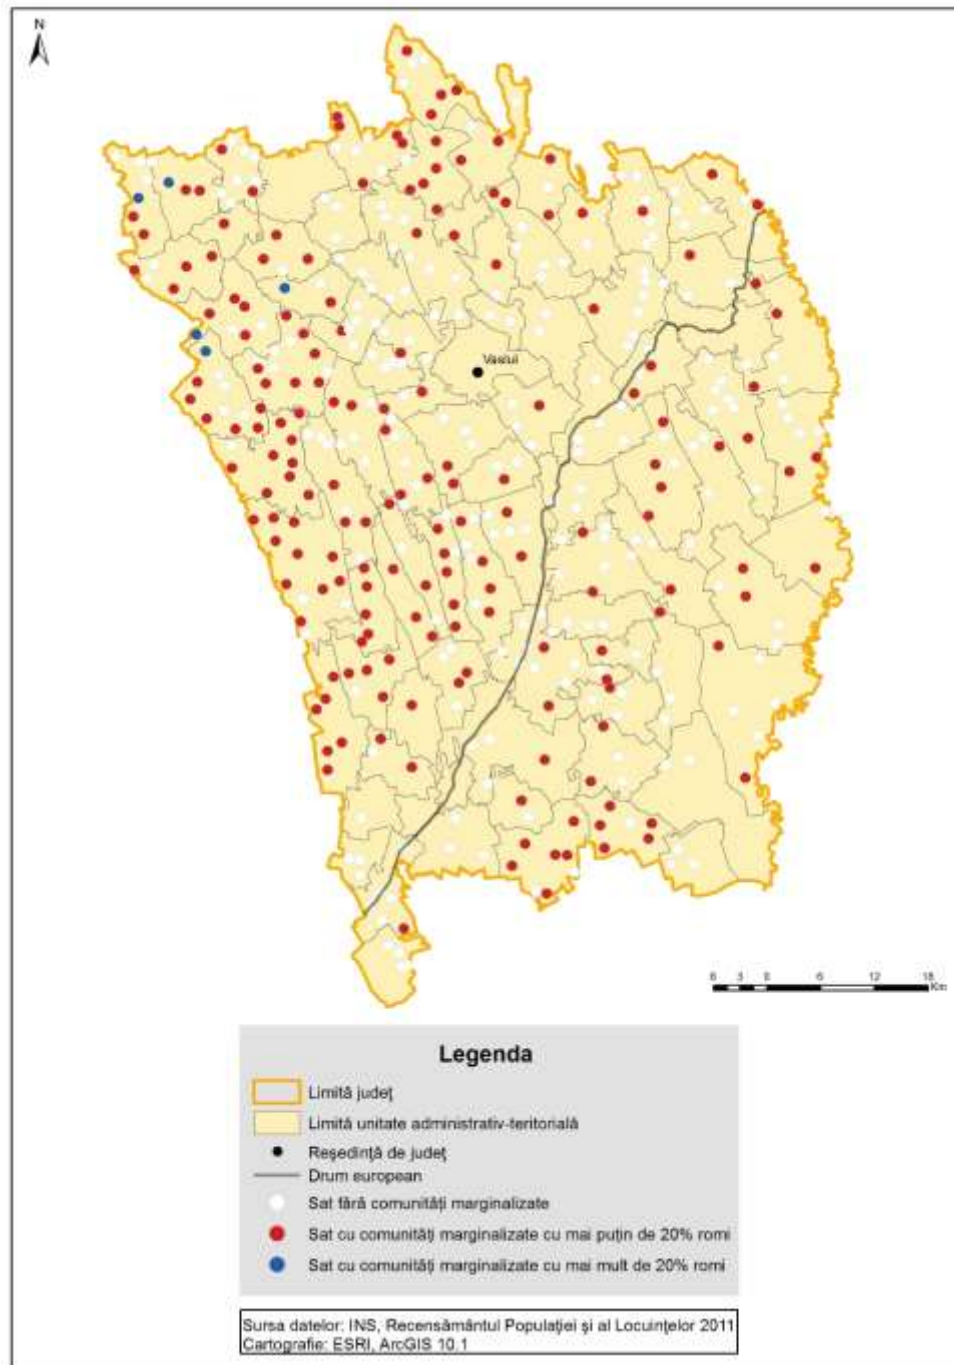 N
Vaslui
6 3 0 6 12 18
Km
Legenda
Limită județ
Limită unitate administrativ-teritorială
Reședință de județ
Drum european
Sat fără comunități marginalizate
Sat cu comunități marginalizate cu mai puțin de 20% romi
Sat cu comunități marginalizate cu mai mult de 20% romi
Sursa datelor: INS, Recensământul Populației și al Locuințelor 2011
Cartografie: ESRI, ArcGIS 10.1